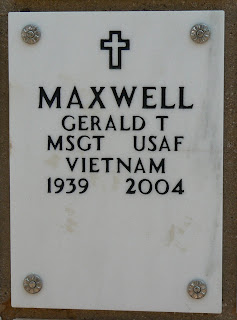 MAXWELL
GERALD T
MSGT USAF
VIETNAM
1939 2004